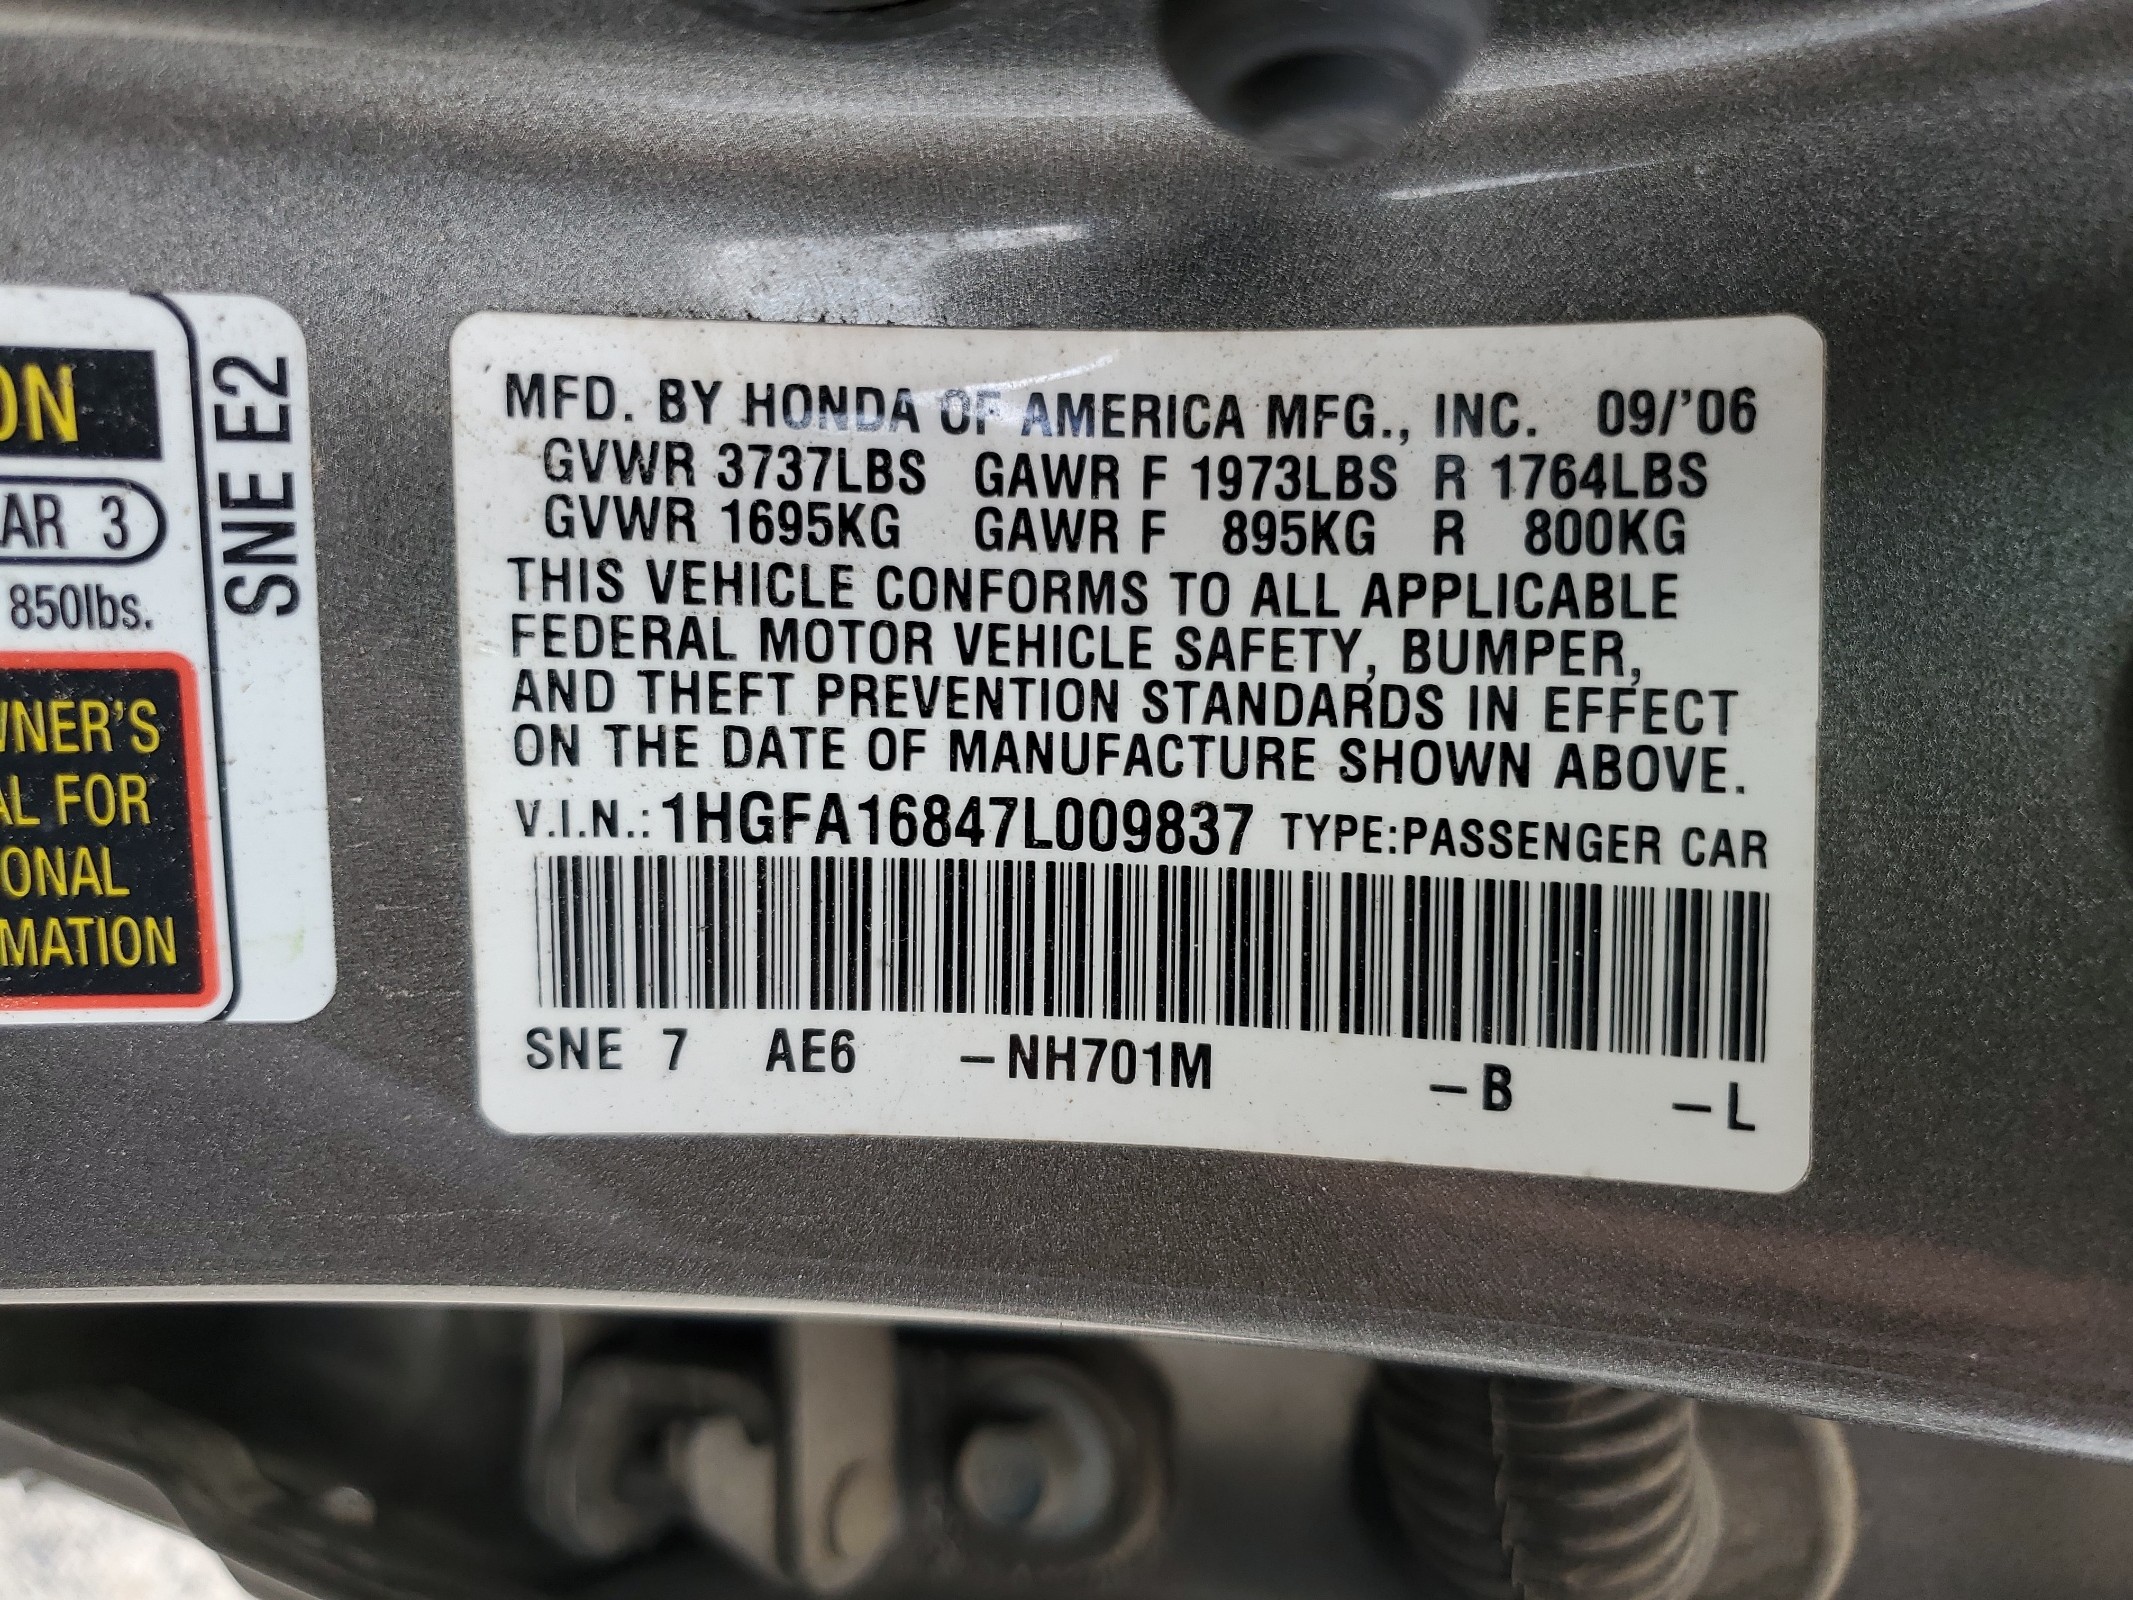 ON
AR 3
850lbs.
WNER'S
AL FOR
ONAL
MATION
SNE E2
MFD. BY HONDA OF AMERICA MFG., INC. 09/'06
GVWR 3737LBS GAWR F 1973LBS R 1764LBS
GVWR 1695KG GAWR F 895KG R 800KG
THIS VEHICLE CONFORMS TO ALL APPLICABLE
FEDERAL MOTOR VEHICLE SAFETY, BUMPER,
AND THEFT PREVENTION STANDARDS IN EFFECT
ON THE DATE OF MANUFACTURE SHOWN ABOVE.
V.I.N.: 1HGFA16847L009837 TYPE:PASSENGER CAR
SNE 7 AE6 –NH701M –B –L